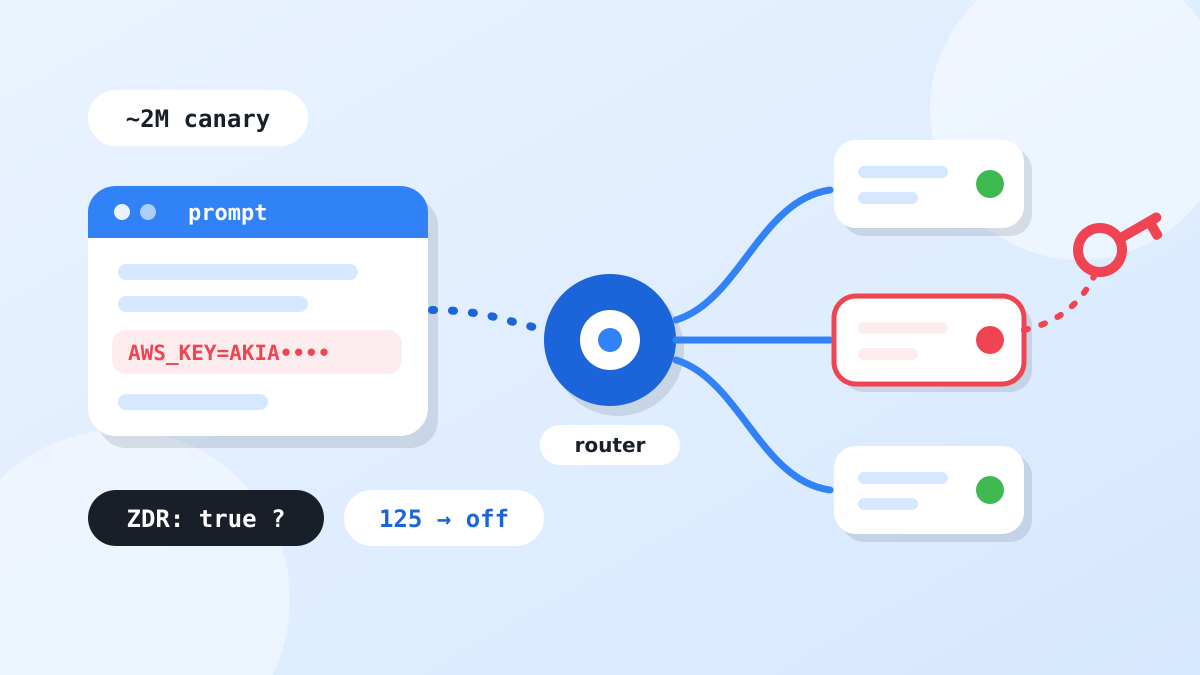 ~2M canary
prompt
AWS_KEY=AKIA••••
router
ZDR: true ?
125 → off